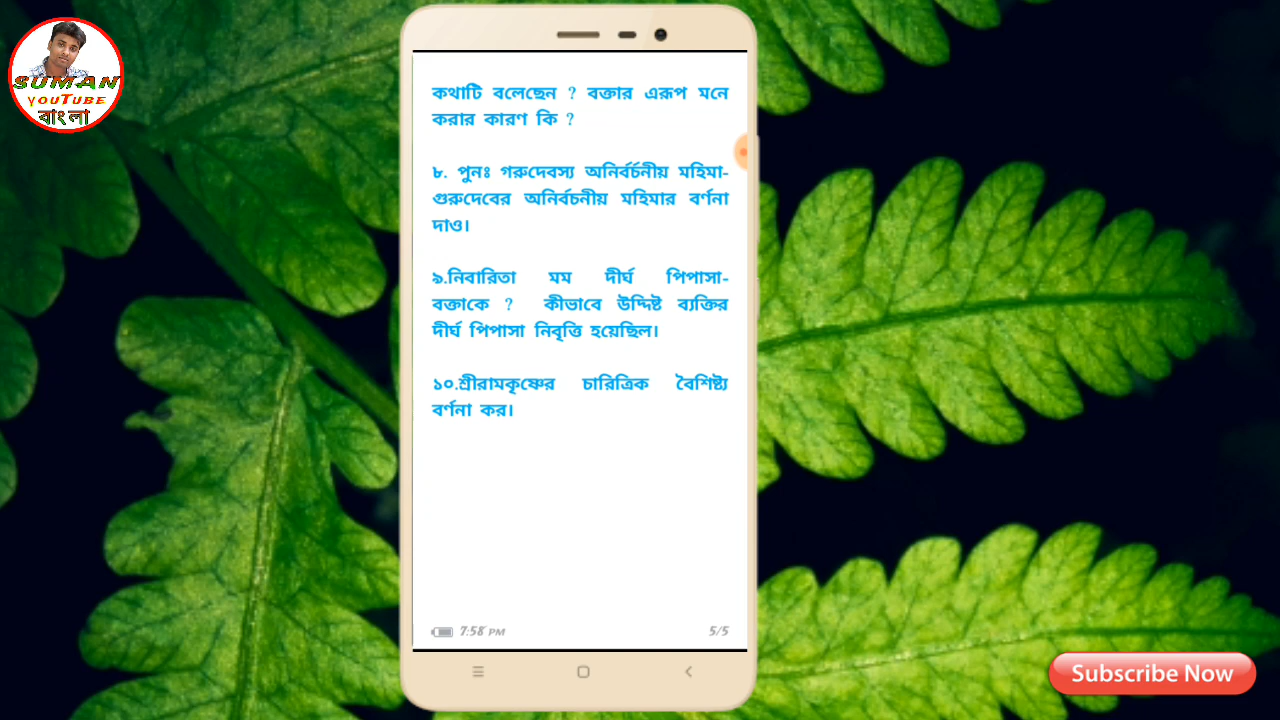 SUMAN
YOUTUBE
বাংলা
কথাটি বলেছেন ? বক্তার এরূপ মনে
করার কারণ কি ?
৮. পুনঃ গরুদেবস্য অনির্বর্চনীয় মহিমা-
গুরুদেবের অনির্বচনীয় মহিমার বর্ণনা
দাও।
৯.নিবারিতা মম দীর্ঘ পিপাসা-
বক্তাকে ? কীভাবে উদ্দিষ্ট ব্যক্তির
দীর্ঘ পিপাসা নিবৃত্তি হয়েছিল।
১০.শ্রীরামকৃষ্ণের চারিত্রিক বৈশিষ্ট্য
বর্ণনা কর।
7:58 PM 5/5
Subscribe Now